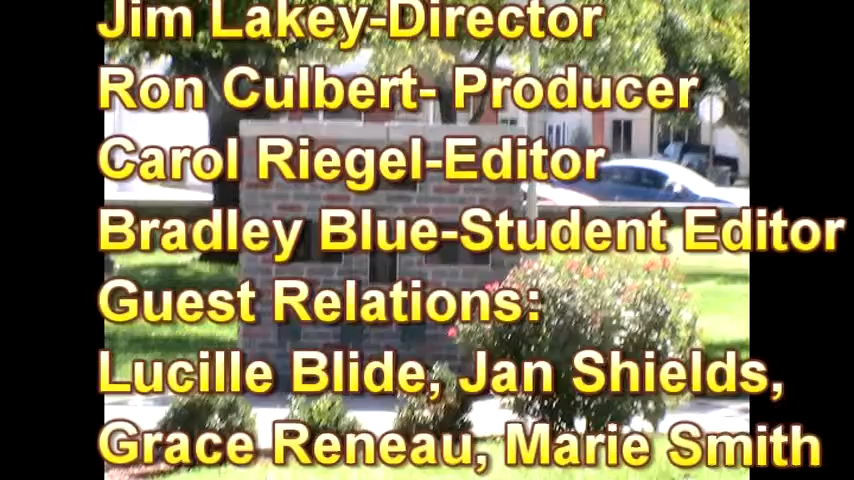 Jim Lakey-Director
Ron Culbert- Producer
Carol Riegel-Editor
Bradley Blue-Student Editor
Guest Relations:
Lucille Blide, Jan Shields,
Grace Reneau, Marie Smith